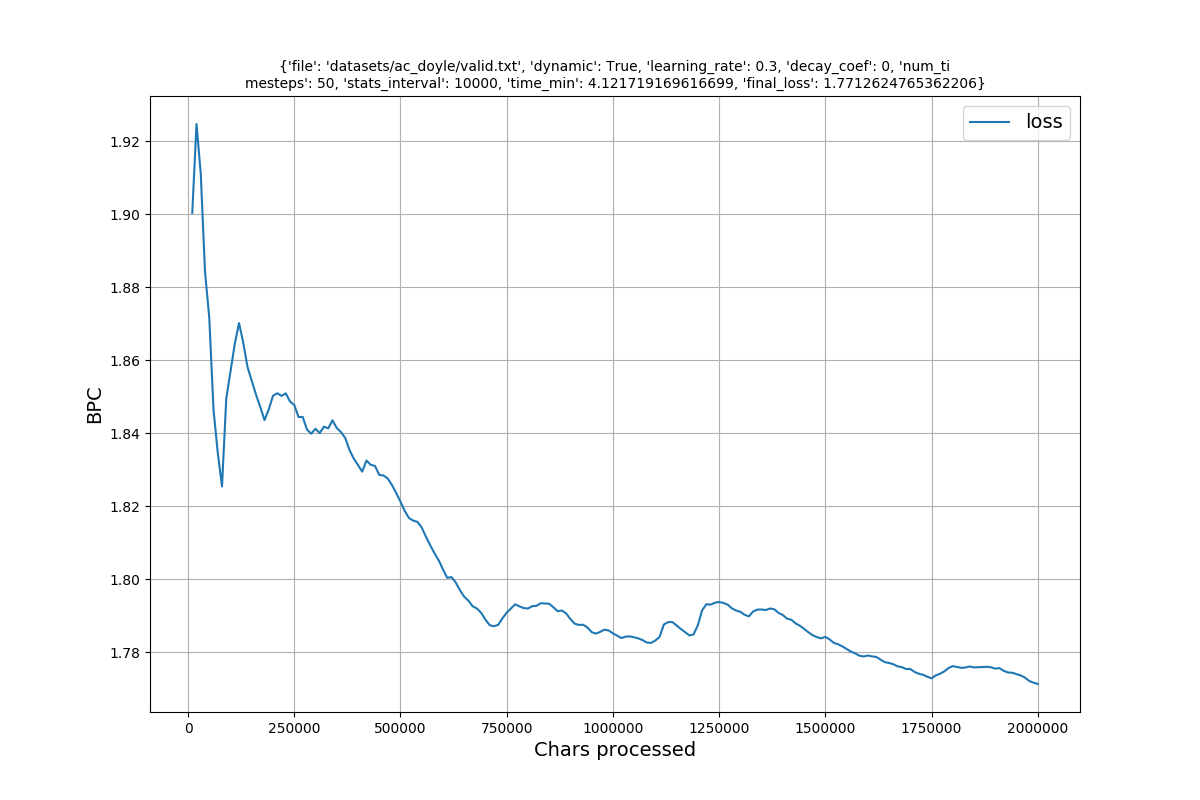 {'file': 'datasets/ac_doyle/valid.txt', 'dynamic': True, 'learning_rate': 0.3, 'decay_coef': 0, 'num_ti
mesteps': 50, 'stats_interval': 10000, 'time_min': 4.121719169616699, 'final_loss': 1.7712624765362206}
loss
1.92
1.90
1.88
1.86
1.84
1.82
1.80
1.78
BPC
0 250000 500000 750000 1000000 1250000 1500000 1750000 2000000
Chars processed